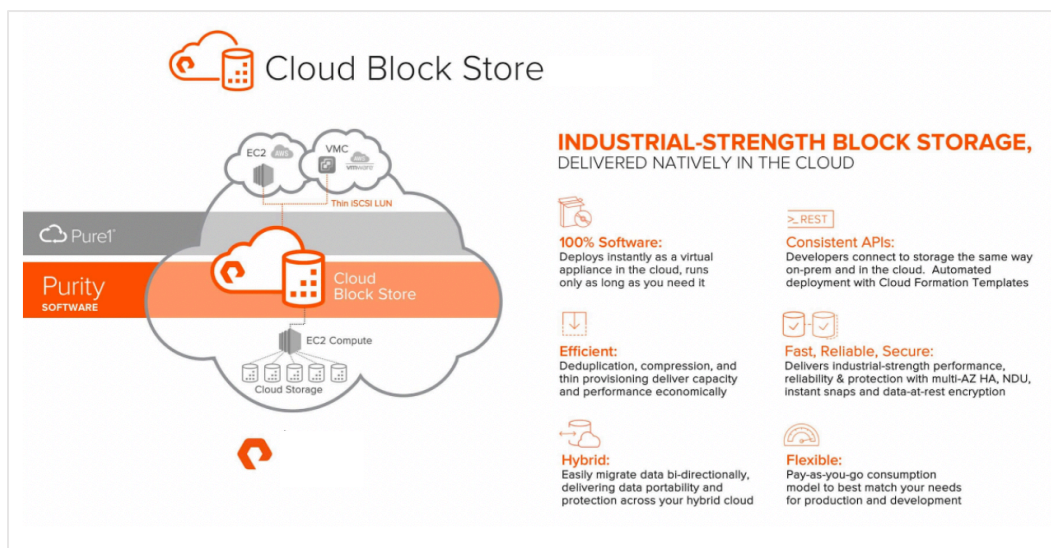 Cloud Block Store
EC2
AWS
VMC
AWS
vmware
Thin iSCSI LUN
Pure1®
Purity
SOFTWARE
Cloud
Block Store
EC2 Compute
Cloud Storage
INDUSTRIAL-STRENGTH BLOCK STORAGE,
DELIVERED NATIVELY IN THE CLOUD
100% Software:
Deploys instantly as a virtual
appliance in the cloud, runs
only as long as you need it
>_REST
Consistent APIs:
Developers connect to storage the same way
on-prem and in the cloud. Automated
deployment with Cloud Formation Templates
Efficient:
Deduplication, compression, and
thin provisioning deliver capacity
and performance economically
Fast, Reliable, Secure:
Delivers industrial-strength performance,
reliability & protection with multi-AZ HA, NDU,
instant snaps and data-at-rest encryption
Hybrid:
Easily migrate data bi-directionally,
delivering data portability and
protection across your hybrid cloud
Flexible:
Pay-as-you-go consumption
model to best match your needs
for production and development